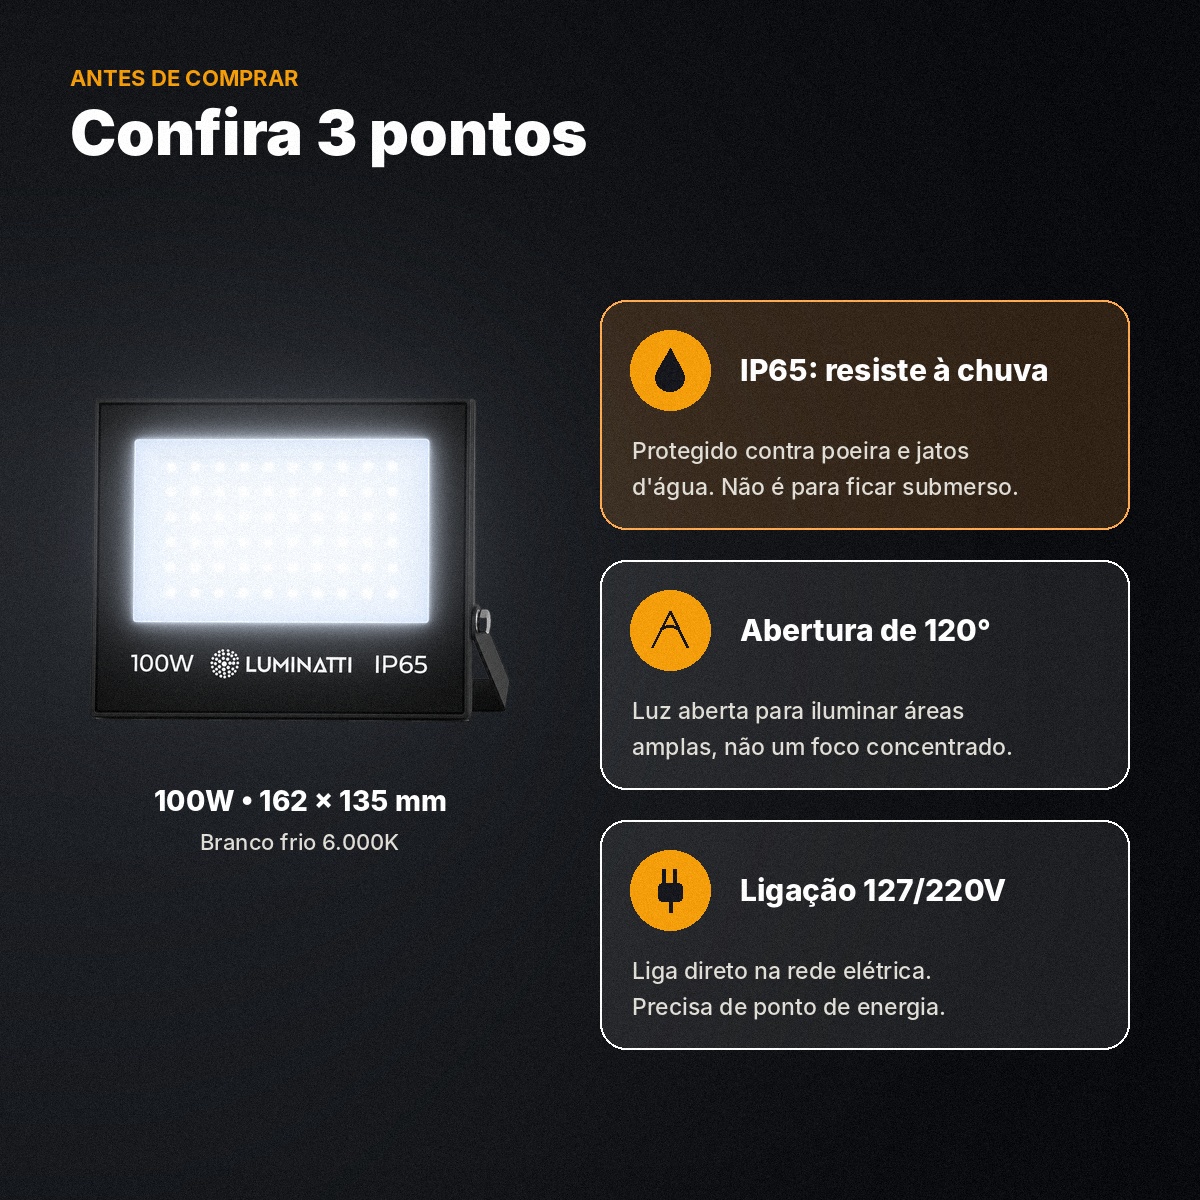 ANTES DE COMPRAR
Confira 3 pontos
IP65: resiste à chuva
Protegido contra poeira e jatos
d'água. Não é para ficar submerso.
Abertura de 120°
Luz aberta para iluminar áreas
amplas, não um foco concentrado.
Ligação 127/220V
Liga direto na rede elétrica.
Precisa de ponto de energia.
100W LUMINATTI IP65
100W • 162 × 135 mm
Branco frio 6.000K